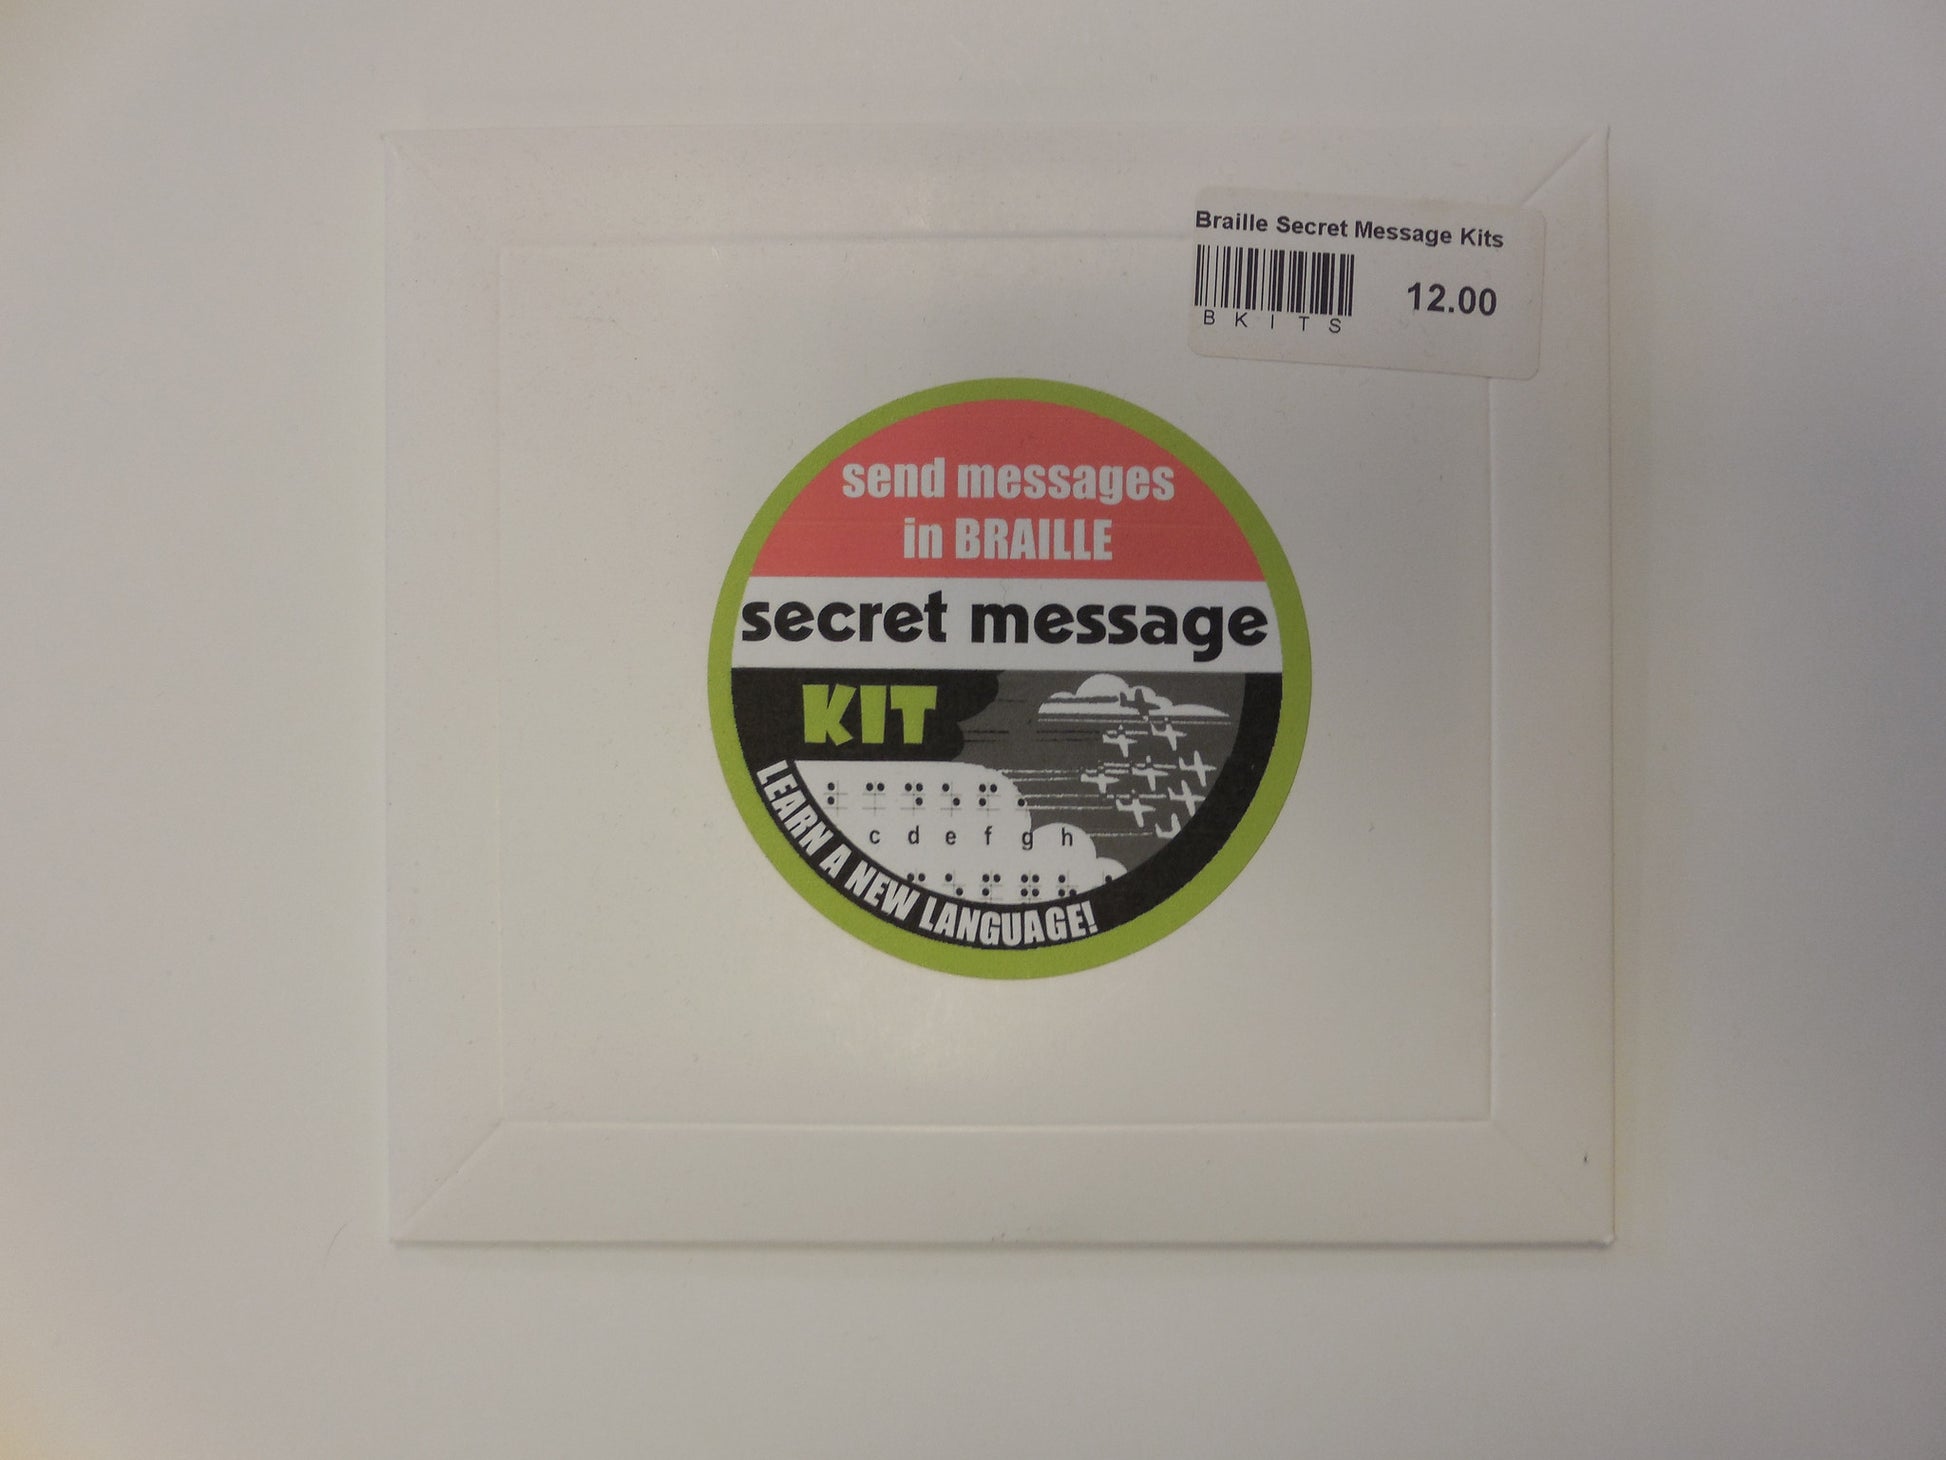 Braille Secret Message Kits
12.00
BKITS
send messages
in BRAILLE
secret message
KIT
c d e f g h
LEARN A NEW LANGUAGE!